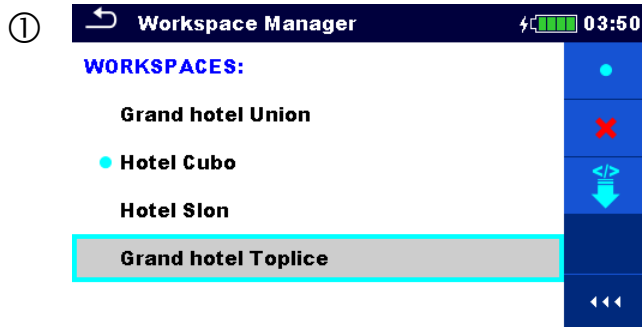 ①
Workspace Manager 03:50
WORKSPACES:
Grand hotel Union
Hotel Cubo
Hotel Slon
Grand hotel Toplice
</>